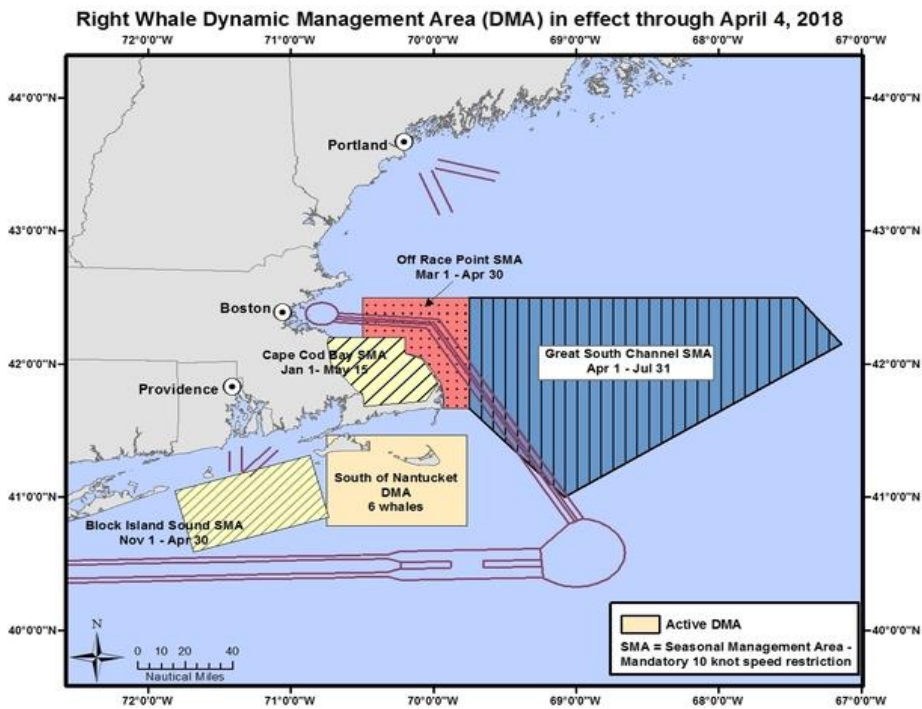 Right Whale Dynamic Management Area (DMA) in effect through April 4, 2018
72°0'0"W 71°0'0"W 70°0'0"W 69°0'0"W 68°0'0"W 67°0'0"W
44°0'0"N 44°0'0"N
Portland
43°0'0"N 43°0'0"N
Off Race Point SMA
Mar 1 - Apr 30
Boston
42°0'0"N 42°0'0"N
Cape Cod Bay SMA
Jan 1- May 15
Great South Channel SMA
Apr 1 - Jul 31
Providence
South of Nantucket
DMA
6 whales
41°0'0"N 41°0'0"N
Block Island Sound SMA
Nov 1 - Apr 30
40°0'0"N 40°0'0"N
N
0 10 20 40
Nautical Miles
Active DMA
SMA = Seasonal Management Area -
Mandatory 10 knot speed restriction
72°0'0"W 71°0'0"W 70°0'0"W 69°0'0"W 68°0'0"W 67°0'0"W